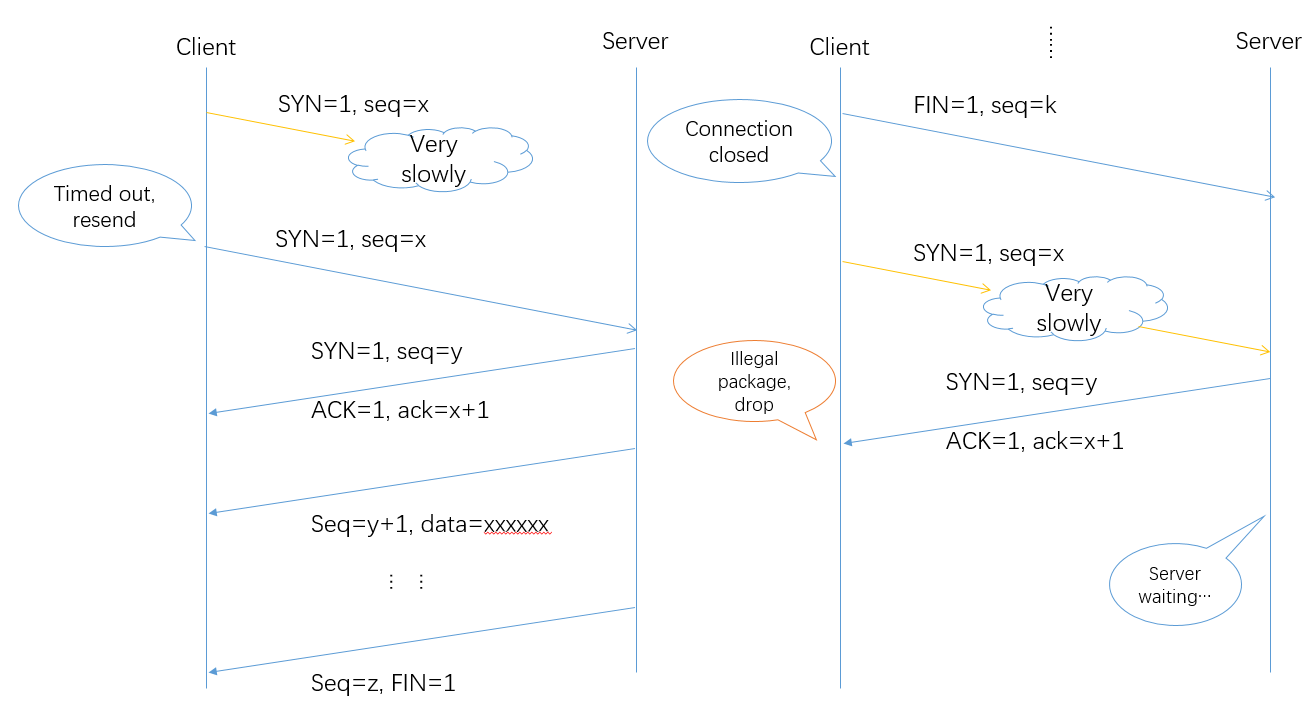 Client
Server
SYN=1, seq=x
Very
slowly
Timed out,
resend
SYN=1, seq=x
SYN=1, seq=y
ACK=1, ack=x+1
Seq=y+1, data=xxxxxx
⋮ ⋮
Seq=z, FIN=1
Client
Server
FIN=1, seq=k
Connection
closed
SYN=1, seq=x
Very
slowly
Illegal
package,
drop
SYN=1, seq=y
ACK=1, ack=x+1
Server
waiting…